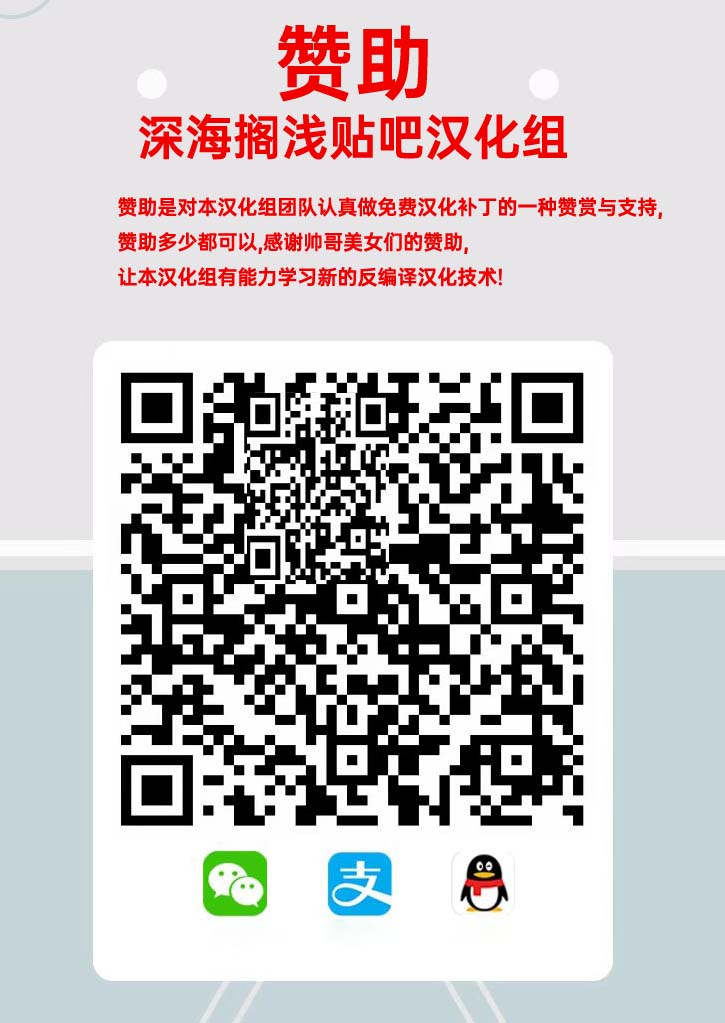 赞助
深海搁浅贴吧汉化组
赞助是对本汉化组团队认真做免费汉化补丁的一种赞赏与支持,
赞助多少都可以,感谢帅哥美女们的赞助,
让本汉化组有能力学习新的反编译汉化技术!
支